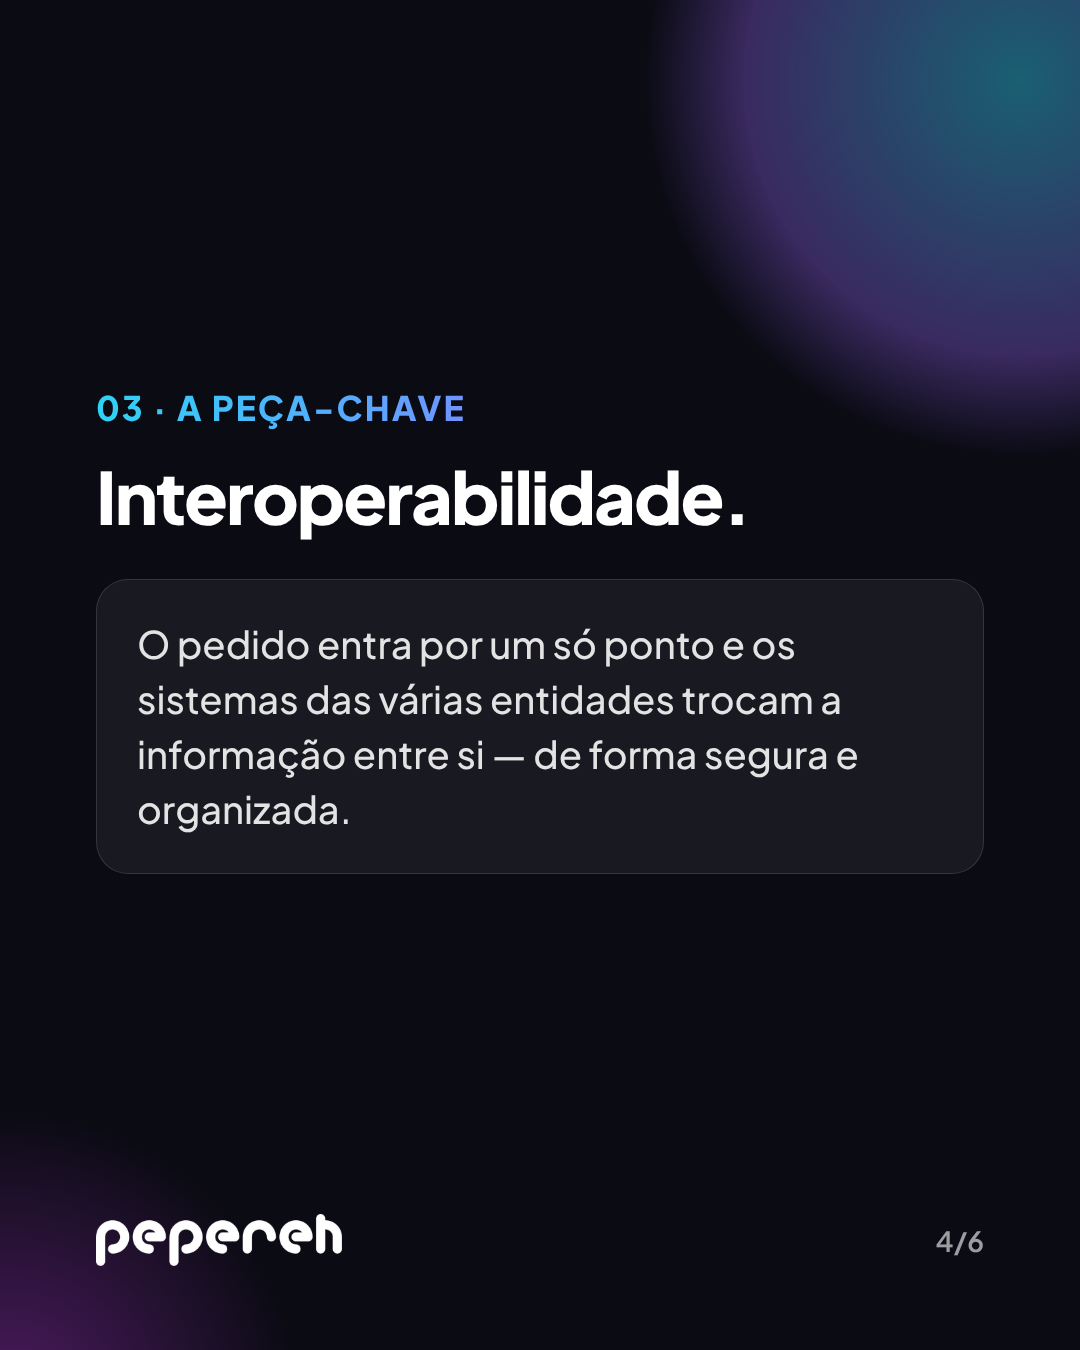 03 · A PEÇA-CHAVE
Interoperabilidade.
O pedido entra por um só ponto e os
sistemas das várias entidades trocam a
informação entre si — de forma segura e
organizada.
pepereh
4/6